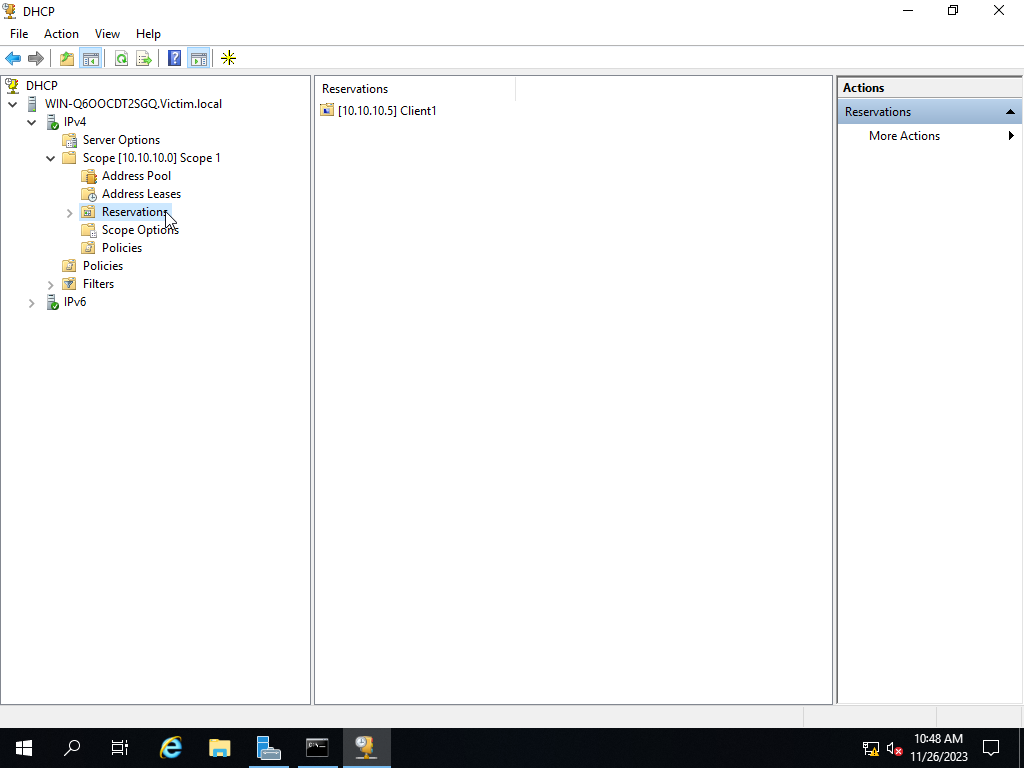 DHCP
File Action View Help
DHCP
WIN-Q6OOCDT2SGQ.Victim.local
IPv4
Server Options
Scope [10.10.10.0] Scope 1
Address Pool
Address Leases
Reservations
Scope Options
Policies
Policies
Filters
IPv6
Reservations
[10.10.10.5] Client1
Actions
Reservations
More Actions
10:48 AM
11/26/2023